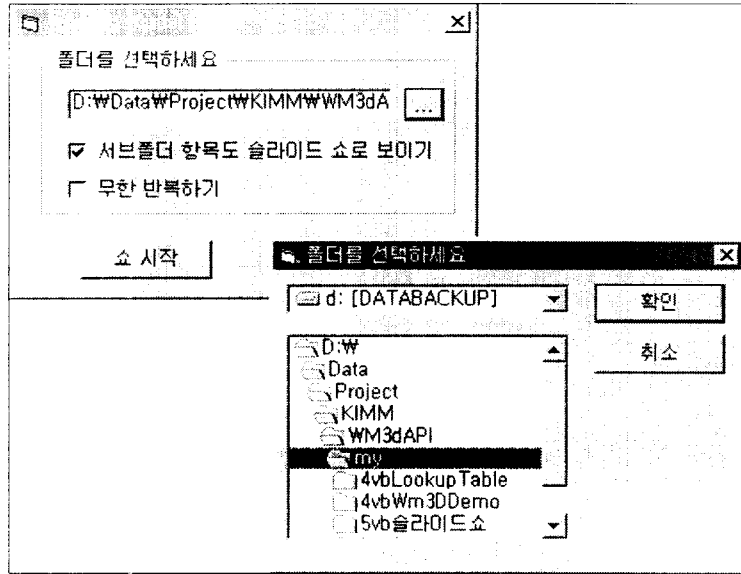 폴더를 선택하세요
D:₩Data₩Project₩KIMM₩WM3dA
...
서브폴더 항목도 슬라이드 쇼로 보이기
무한 반복하기
쇼 시작
폴더를 선택하세요
d: [DATABACKUP]
확인
취소
D:₩
Data
Project
KIMM
WM3dAPI
my
4vbLookupTable
4vbWm3DDemo
5vb슬라이드쇼